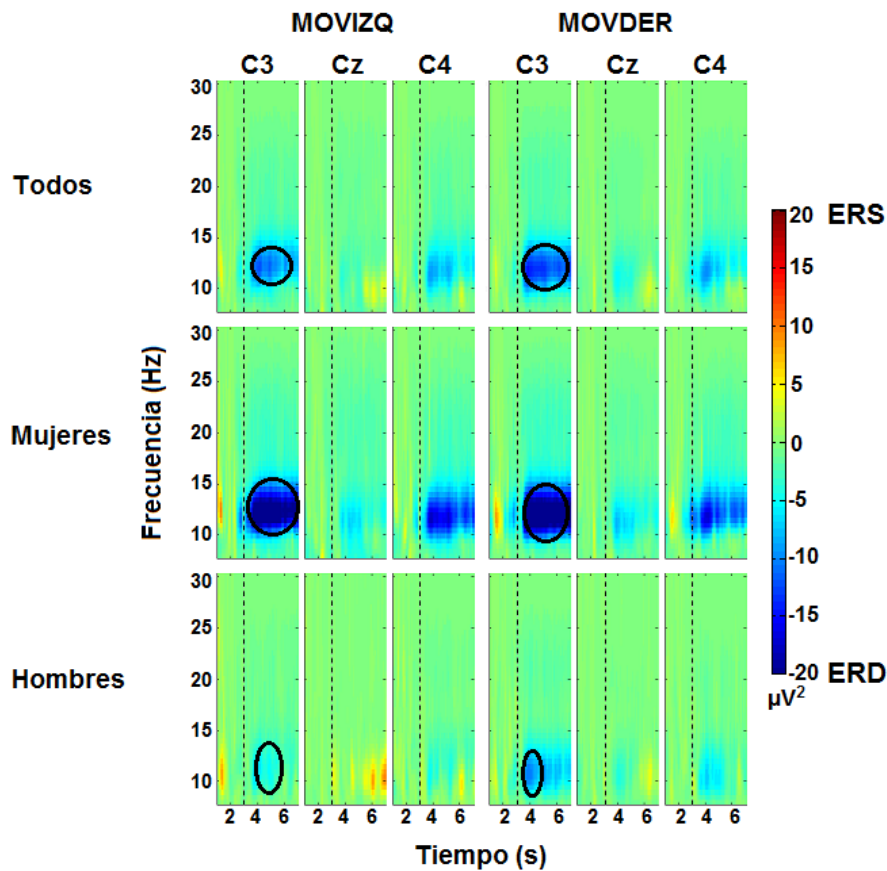 MOVIZQ MOVDER
C3 Cz C4 C3 Cz C4
Todos
30
25
20
15
10
Mujeres
30
25
20
15
10
Hombres
30
25
20
15
10
Frecuencia (Hz)
2 4 6 2 4 6 2 4 6 2 4 6 2 4 6 2 4 6
Tiempo (s)
20 ERS
15
10
5
0
-5
-10
-15
-20 ERD
µV²